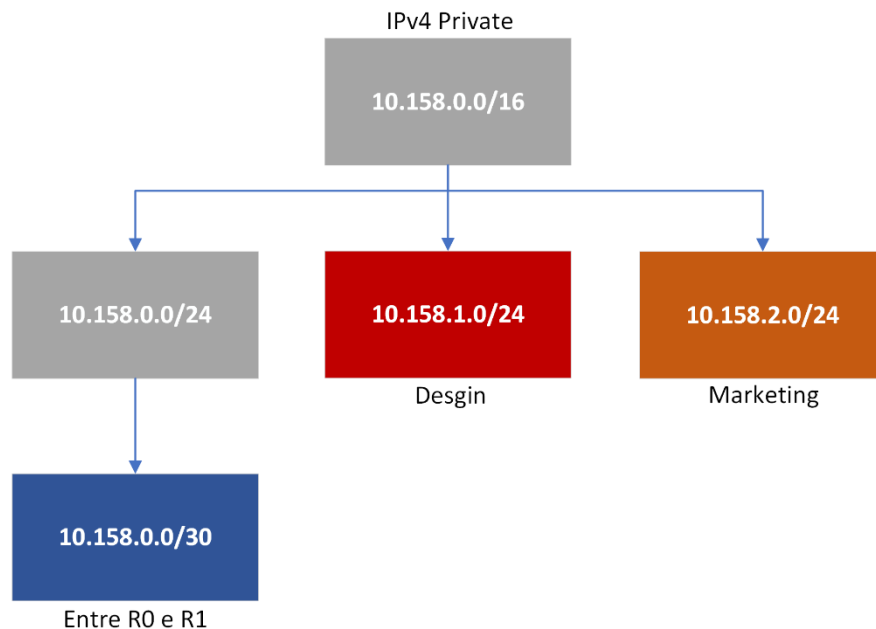 IPv4 Private
10.158.0.0/16
10.158.0.0/24
10.158.1.0/24
10.158.2.0/24
Desgin
Marketing
10.158.0.0/30
Entre R0 e R1